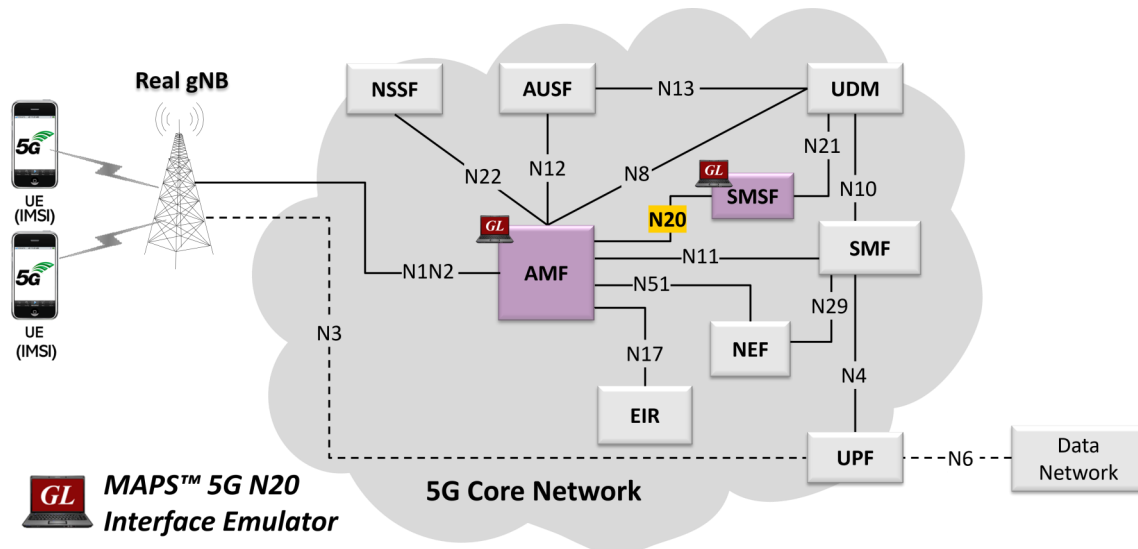 Real gNB
NSSF
AUSF
N13
UDM
5G
UE
(IMSI)
N22
N12
N8
N21
GL
SMSF
N10
N20
GL
AMF
N11
SMF
5G
UE
(IMSI)
N1N2
N51
N29
N3
NEF
N17
N4
EIR
UPF
N6
Data
Network
GL
MAPS™ 5G N20
Interface Emulator
5G Core Network